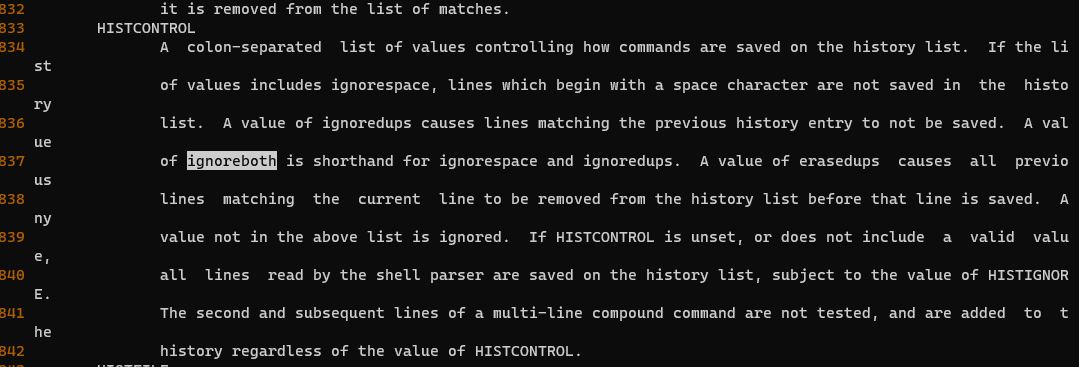 832 it is removed from the list of matches.
833 HISTCONTROL
834 A colon-separated list of values controlling how commands are saved on the history list. If the li
st
835 of values includes ignorespace, lines which begin with a space character are not saved in the histo
ry
836 list. A value of ignoredups causes lines matching the previous history entry to not be saved. A val
ue
837 of ignoreboth is shorthand for ignorespace and ignoredups. A value of erasedups causes all previo
us
838 lines matching the current line to be removed from the history list before that line is saved. A
ny
839 value not in the above list is ignored. If HISTCONTROL is unset, or does not include a valid valu
e,
840 all lines read by the shell parser are saved on the history list, subject to the value of HISTIGNOR
E.
841 The second and subsequent lines of a multi-line compound command are not tested, and are added to t
he
842 history regardless of the value of HISTCONTROL.